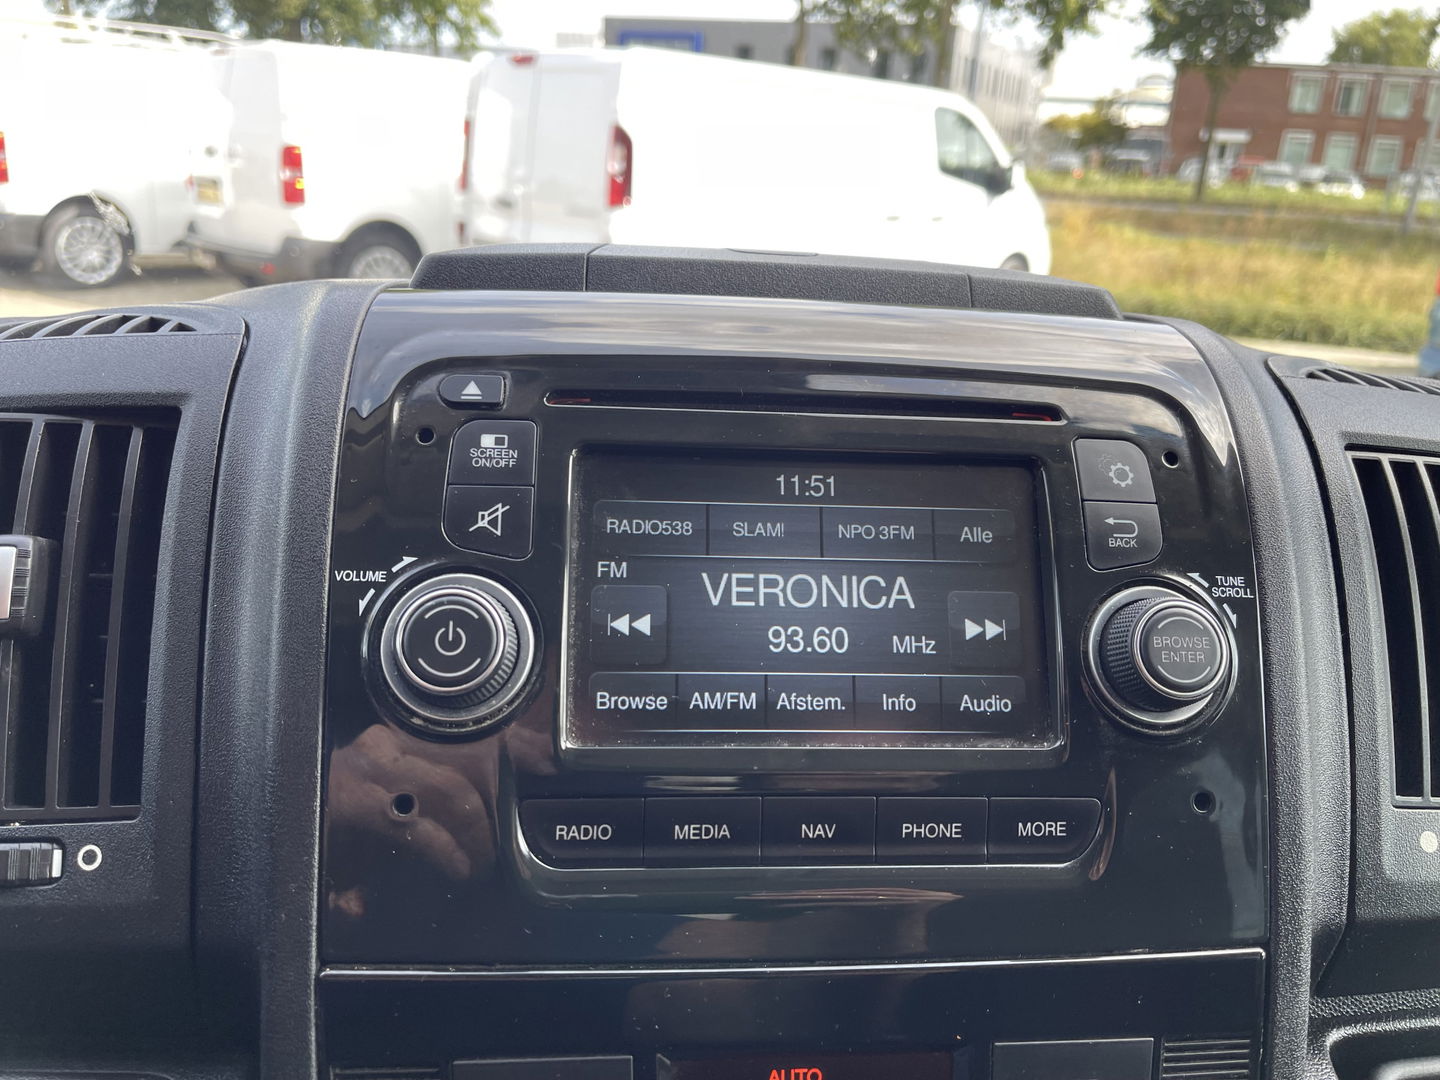 SCREEN
ON/OFF
11:51
RADIO538 SLAM! NPO 3FM Alle
FM
VERONICA
93.60 MHz
Browse AM/FM Afstem. Info Audio
BACK
VOLUME
TUNE
SCROLL
BROWSE
ENTER
RADIO MEDIA NAV PHONE MORE
AUTO